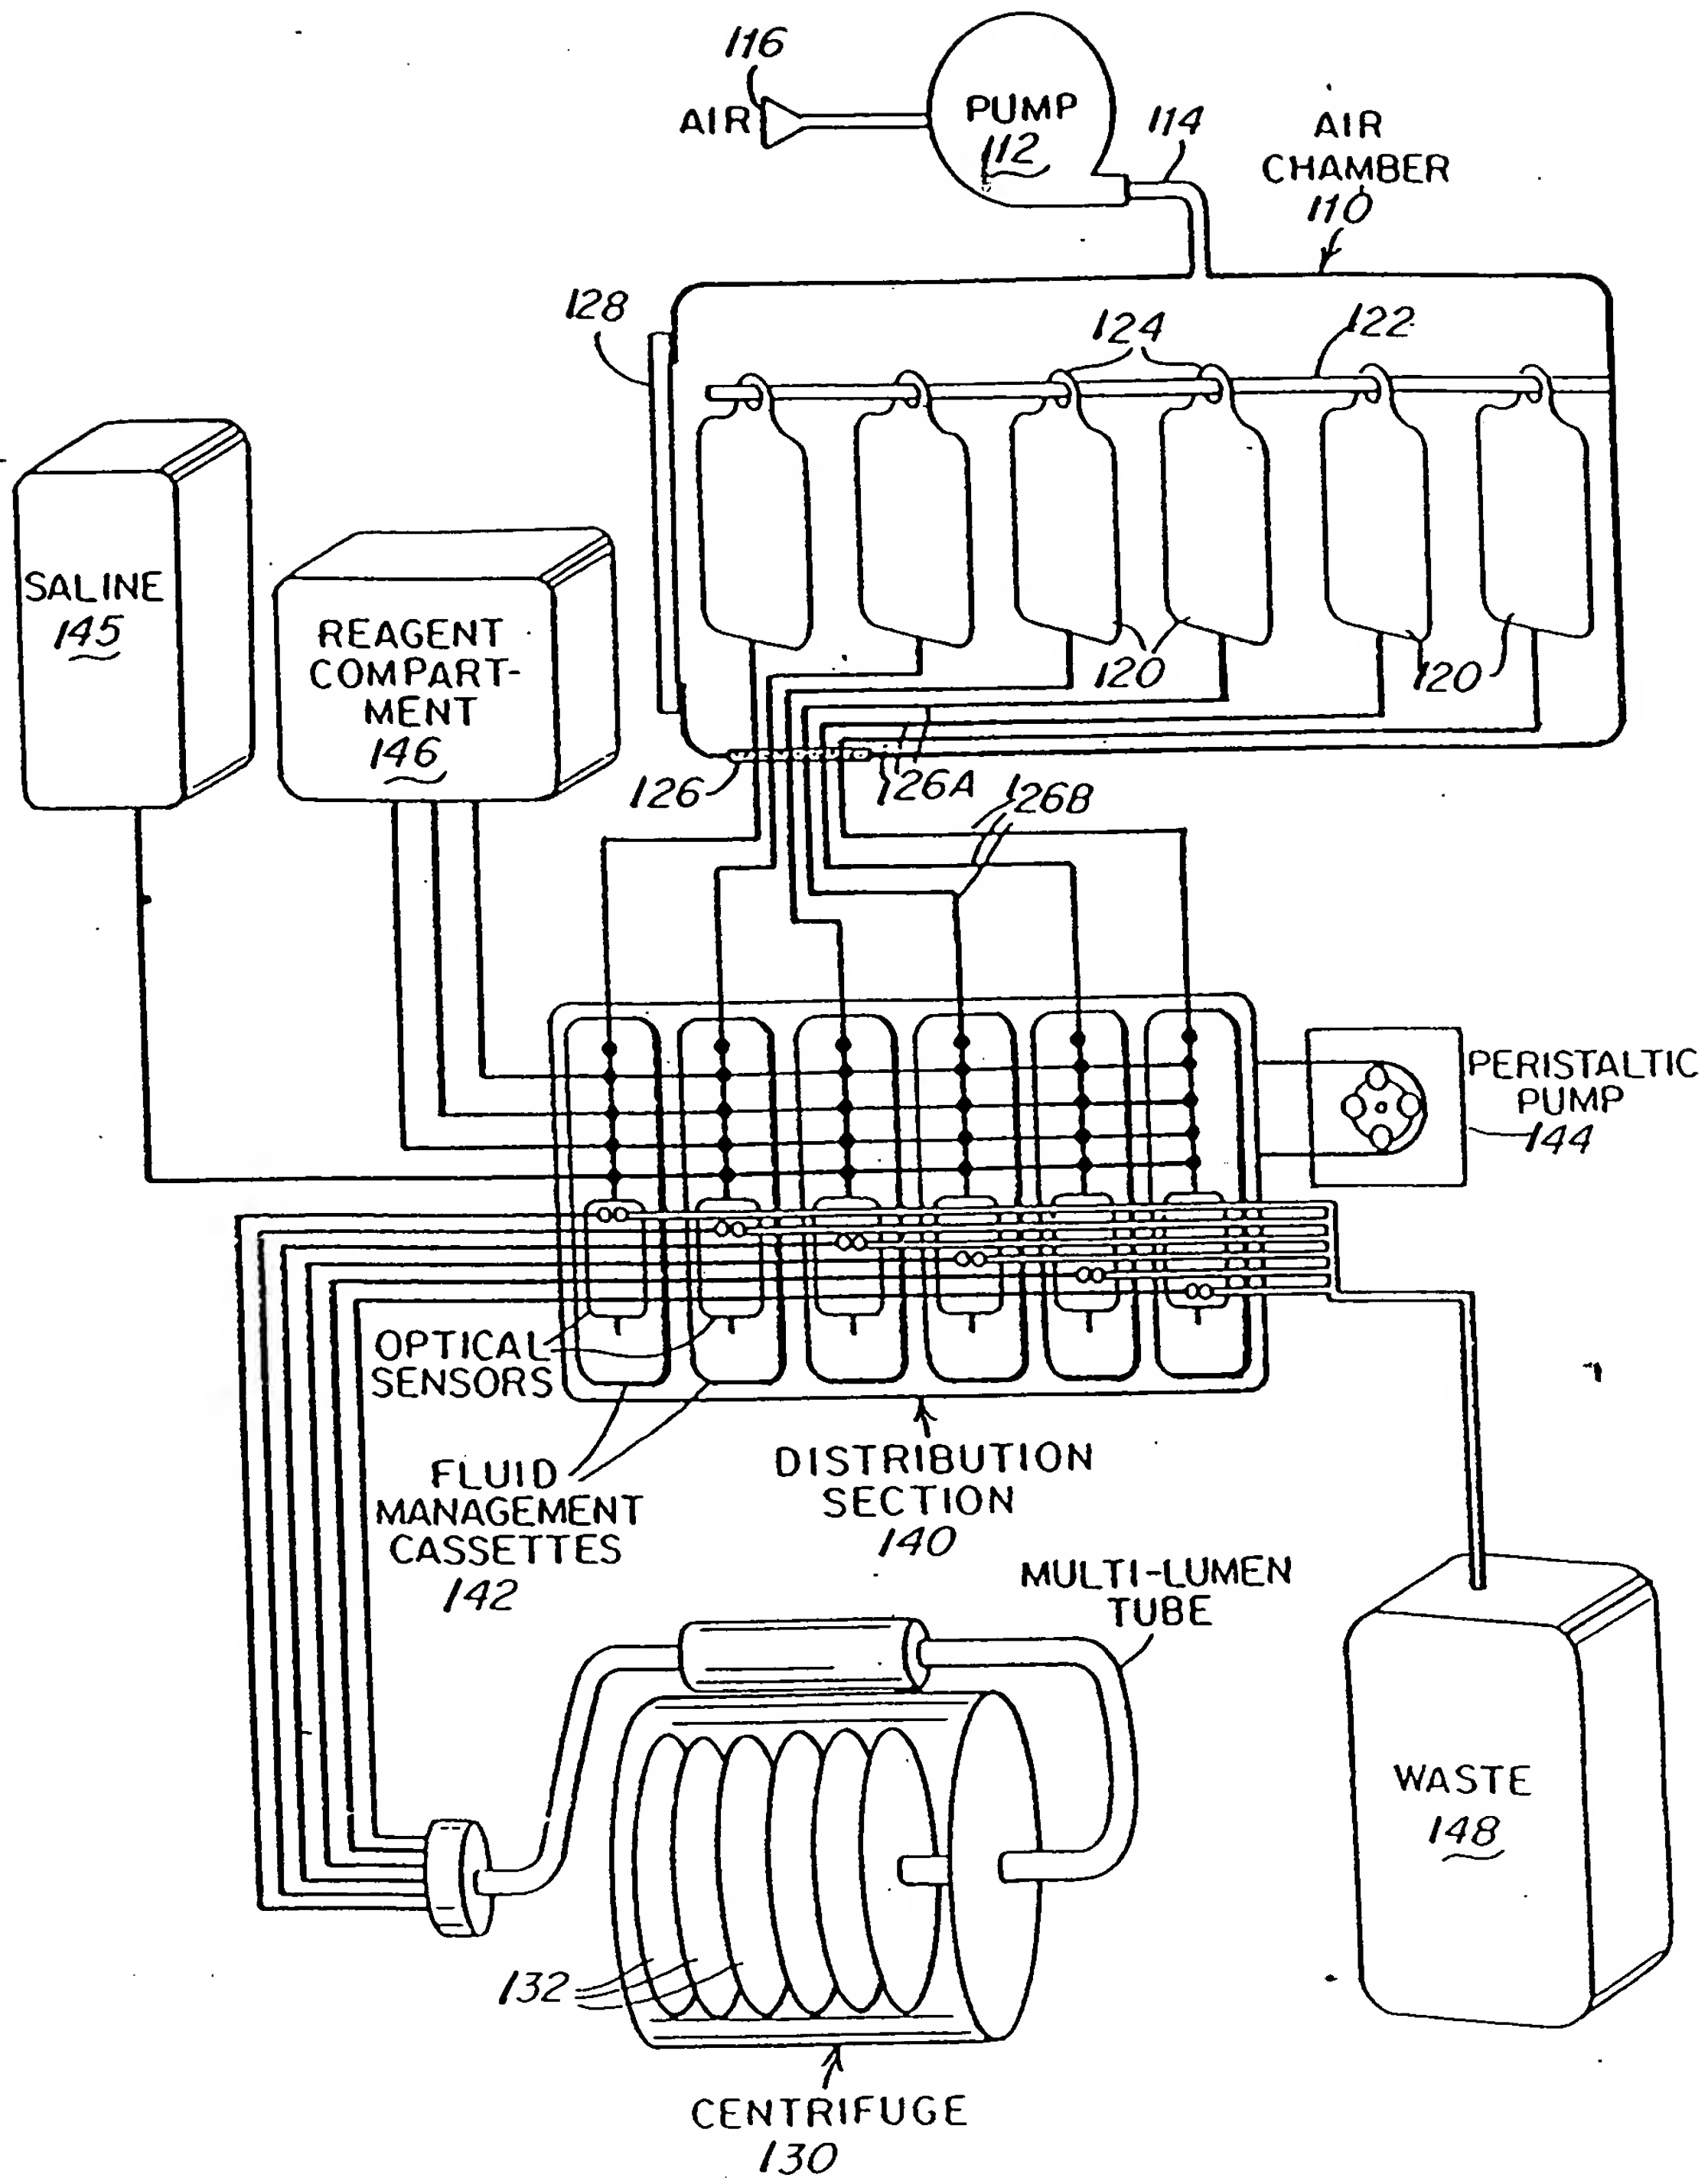 116
AIR
PUMP
112
114
AIR
CHAMBER
110
128
124
122
SALINE
145
REAGENT
COMPART-
MENT
146
120
120
126
126A
126B
PERISTALTIC
PUMP
144
OPTICAL
SENSORS
FLUID
MANAGEMENT
CASSETTES
142
DISTRIBUTION
SECTION
140
MULTI-LUMEN
TUBE
WASTE
148
132
CENTRIFUGE
130